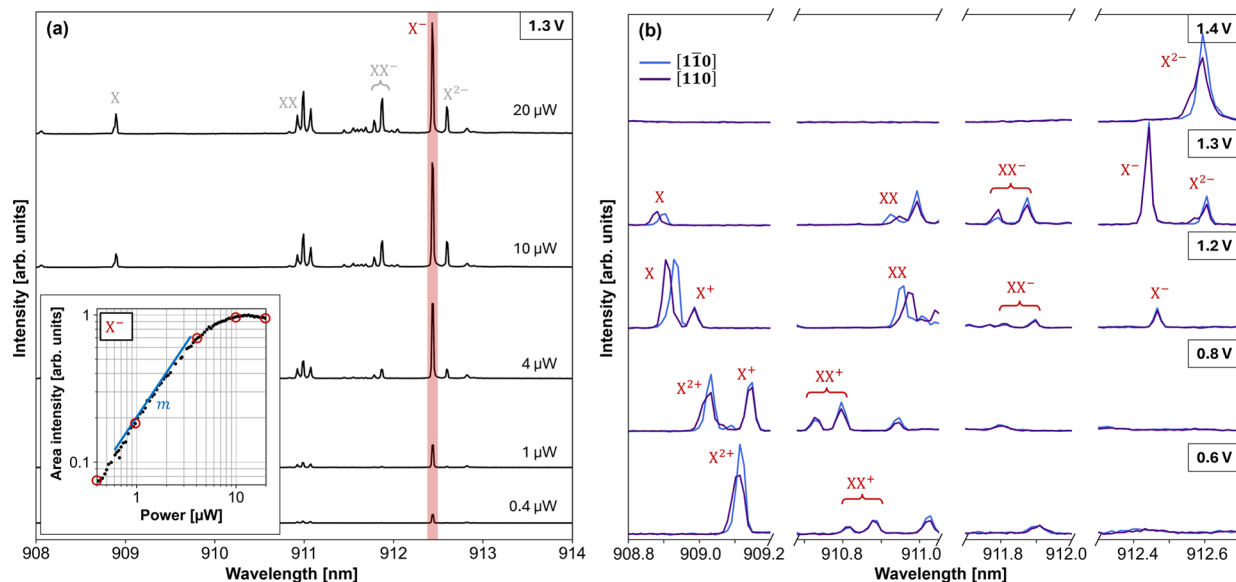 (a)
1.3 V
X⁻
XX⁻
X
XX
X²⁻
20 µW
10 µW
4 µW
1 µW
0.4 µW
Intensity [arb. units]
X⁻
m
1
0.1
Area intensity [arb. units]
1
10
Power [µW]
908
909
910
911
912
913
914
Wavelength [nm]
(b)
[11̅0]
[110]
1.4 V
X²⁻
1.3 V
X
XX
XX⁻
X⁻
X²⁻
1.2 V
X
X⁺
XX
XX⁻
X⁻
0.8 V
X²⁺
X⁺
XX⁺
0.6 V
X²⁺
XX⁺
Intensity [arb. units]
908.8
909.0
909.2
910.8
911.0
911.8
912.0
912.4
912.6
Wavelength [nm]